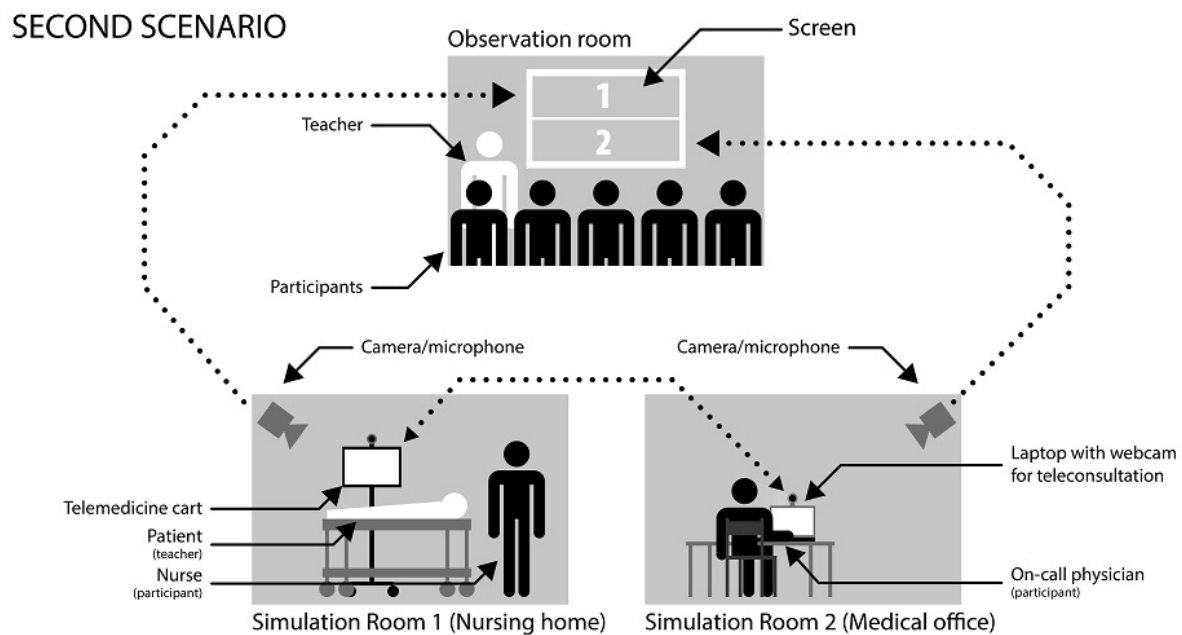 SECOND SCENARIO
Observation room
Screen
1
Teacher
2
Participants
Camera/microphone
Camera/microphone
Laptop with webcam
for teleconsultation
Telemedicine cart
Patient
(teacher)
Nurse
(participant)
On-call physician
(participant)
Simulation Room 1 (Nursing home)
Simulation Room 2 (Medical office)